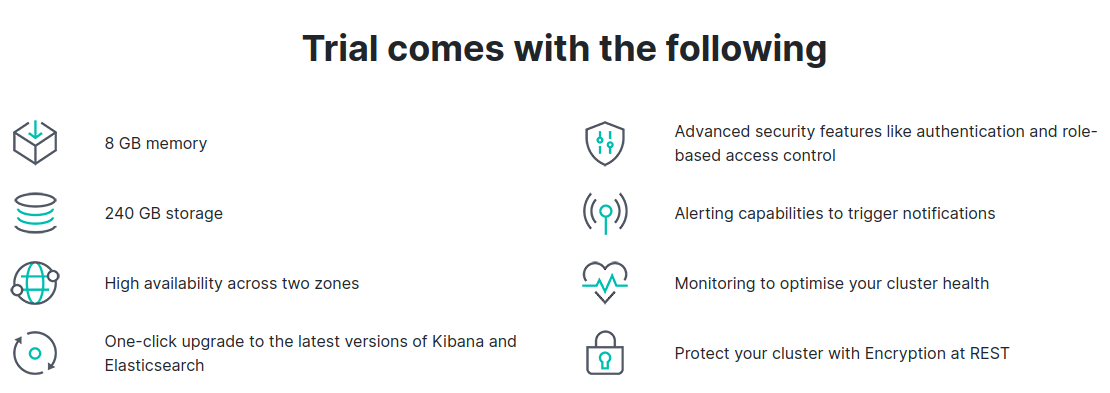 Trial comes with the following
8 GB memory
240 GB storage
High availability across two zones
One-click upgrade to the latest versions of Kibana and
Elasticsearch
Advanced security features like authentication and role-
based access control
Alerting capabilities to trigger notifications
Monitoring to optimise your cluster health
Protect your cluster with Encryption at REST